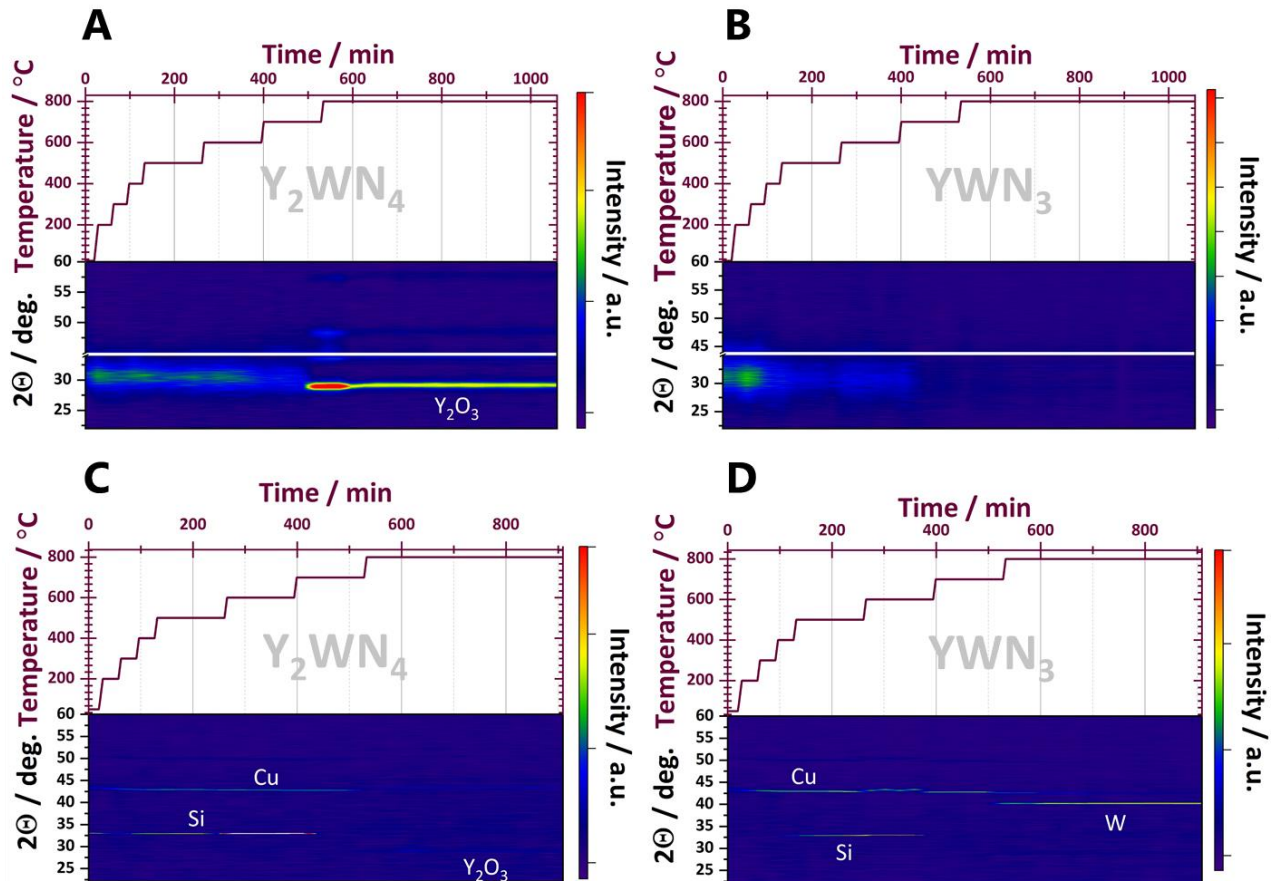 A
Time / min
0 200 400 600 800 1000
Temperature / °C
800
600
400
200
Y₂WN₄
60
2Θ / deg.
55
50
30
25
Y₂O₃
Intensity / a.u.
B
Time / min
0 200 400 600 800 1000
Temperature / °C
800
600
400
200
YWN₃
60
2Θ / deg.
55
50
45
30
25
Intensity / a.u.
C
Time / min
0 200 400 600 800
Temperature / °C
800
600
400
200
Y₂WN₄
60
2Θ / deg.
55
50
45
40
35
30
25
Cu
Si
Y₂O₃
Intensity / a.u.
D
Time / min
0 200 400 600 800
Temperature / °C
800
600
400
200
YWN₃
60
2Θ / deg.
55
50
45
40
35
30
25
Cu
W
Si
Intensity / a.u.